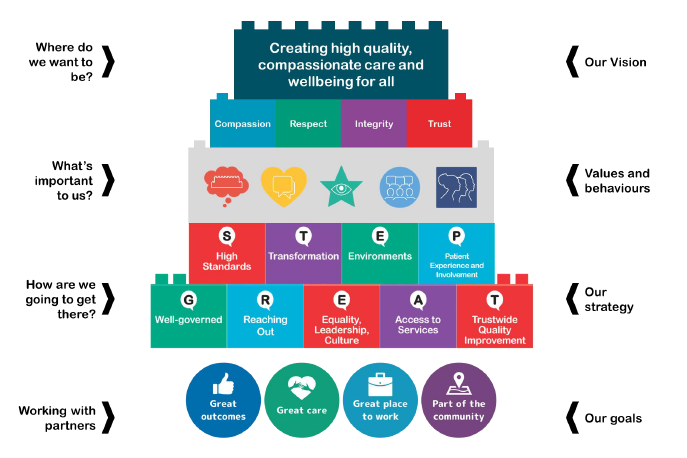 Where do
we want to
be?
Creating high quality,
compassionate care and
wellbeing for all
Our Vision
Compassion
Respect
Integrity
Trust
What's
important
to us?
Values and
behaviours
S
High
Standards
T
Transformation
E
Environments
P
Patient
Experience and
Involvement
How are we
going to get
there?
G
Well-governed
R
Reaching
Out
E
Equality,
Leadership,
Culture
A
Access to
Services
T
Trustwide
Quality
Improvement
Our
strategy
Working with
partners
Great
outcomes
Great care
Great place
to work
Part of the
community
Our goals